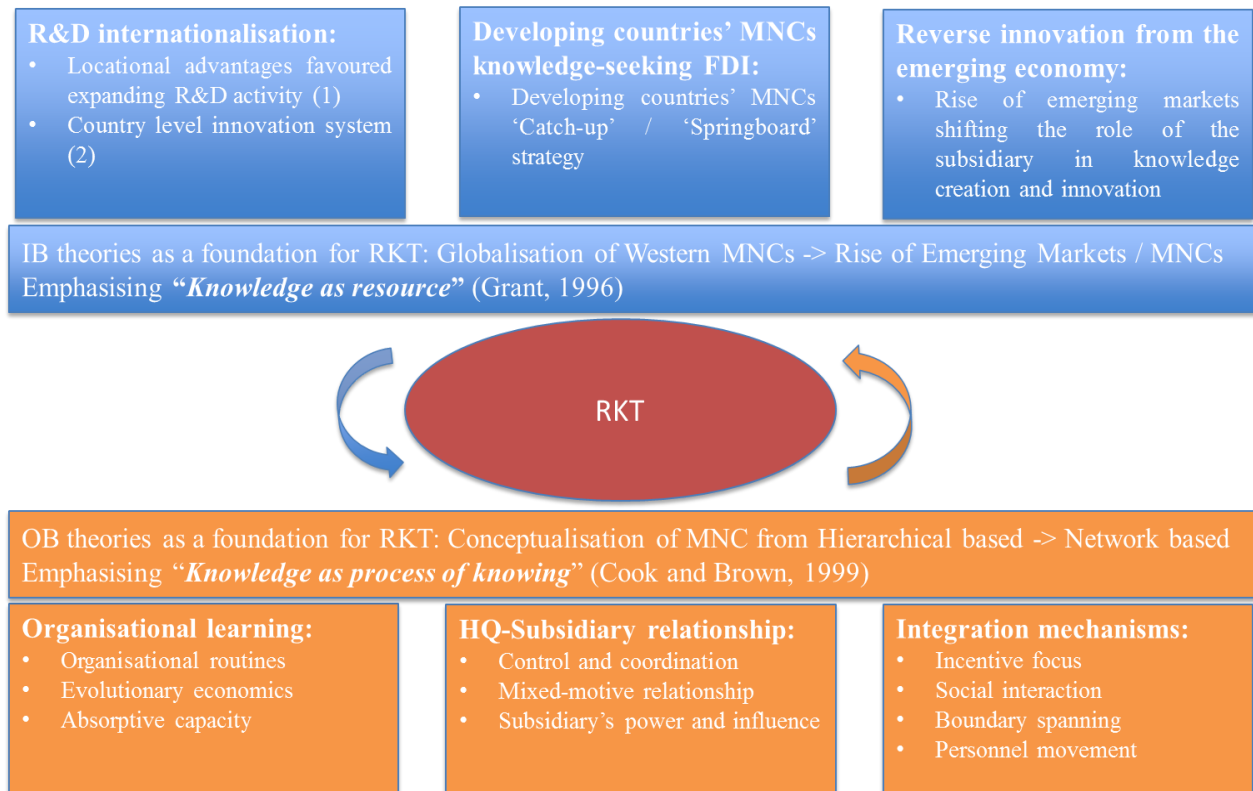 R&D internationalisation:
• Locational advantages favoured
expanding R&D activity (1)
• Country level innovation system
(2)
Developing countries' MNCs
knowledge-seeking FDI:
• Developing countries' MNCs
'Catch-up' / 'Springboard'
strategy
Reverse innovation from the
emerging economy:
• Rise of emerging markets
shifting the role of the
subsidiary in knowledge
creation and innovation
IB theories as a foundation for RKT: Globalisation of Western MNCs -> Rise of Emerging Markets / MNCs
Emphasising “Knowledge as resource” (Grant, 1996)
RKT
OB theories as a foundation for RKT: Conceptualisation of MNC from Hierarchical based -> Network based
Emphasising “Knowledge as process of knowing” (Cook and Brown, 1999)
Organisational learning:
• Organisational routines
• Evolutionary economics
• Absorptive capacity
HQ-Subsidiary relationship:
• Control and coordination
• Mixed-motive relationship
• Subsidiary's power and influence
Integration mechanisms:
• Incentive focus
• Social interaction
• Boundary spanning
• Personnel movement